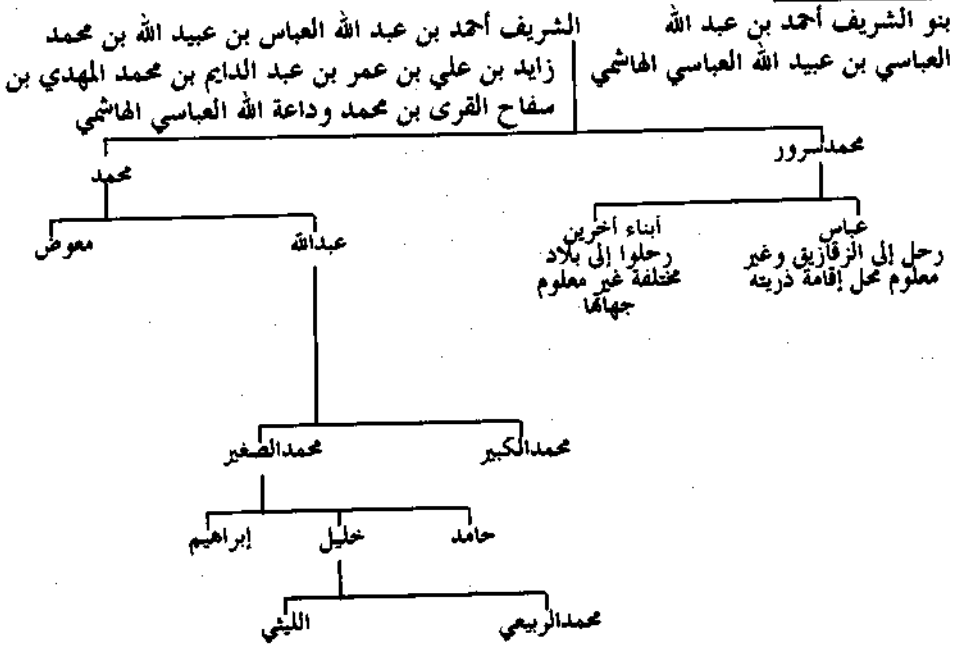 بنو الشريف أحمد بن عبد الله
العباسي بن عبيد الله العباسي الهاشمي
الشريف أحمد بن عبد الله العباس بن عبيد الله بن محمد
زايد بن علي بن عمر بن عبد الدايم بن محمد المهدي بن
سفاح القرى بن محمد وداعة الله العباسي الهاشمي
محمدسرور
محمد
عباس
رحل إلى الزقازيق وغير
معلوم محل إقامة ذريته
أبناء أخرين
رحلوا إلى بلاد
مختلفة غير معلوم
جهاتها
عبدالله
معوض
محمدالكبير
محمدالصغير
حامد
خليل
إبراهيم
محمدالربيعي
الليثي